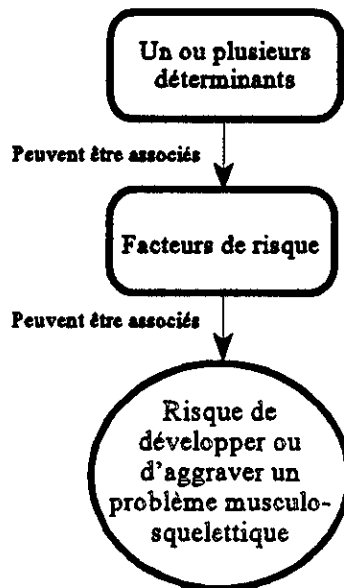 Un ou plusieurs
déterminants
Peuvent être associés
Facteurs de risque
Peuvent être associés
Risque de
développer ou
d'aggraver un
problème musculo-
squelettique